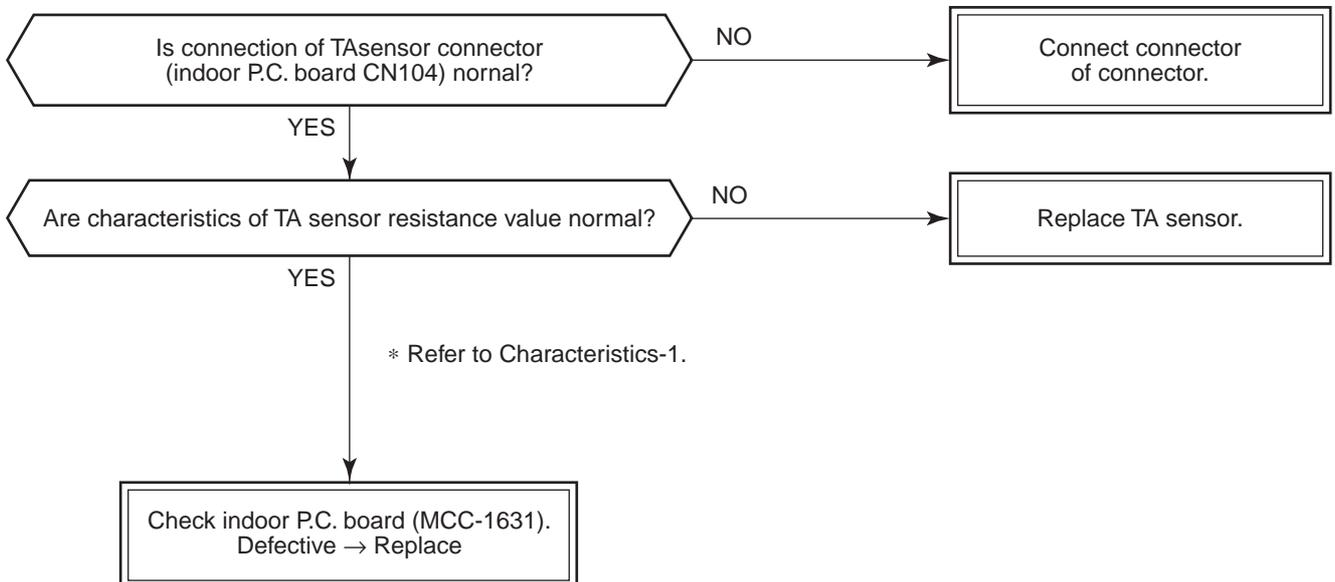 Is connection of TAsensor connector
(indoor P.C. board CN104) nornal?
NO
Connect connector
of connector.
YES
Are characteristics of TA sensor resistance value normal?
NO
Replace TA sensor.
YES
* Refer to Characteristics-1.
Check indoor P.C. board (MCC-1631).
Defective → Replace